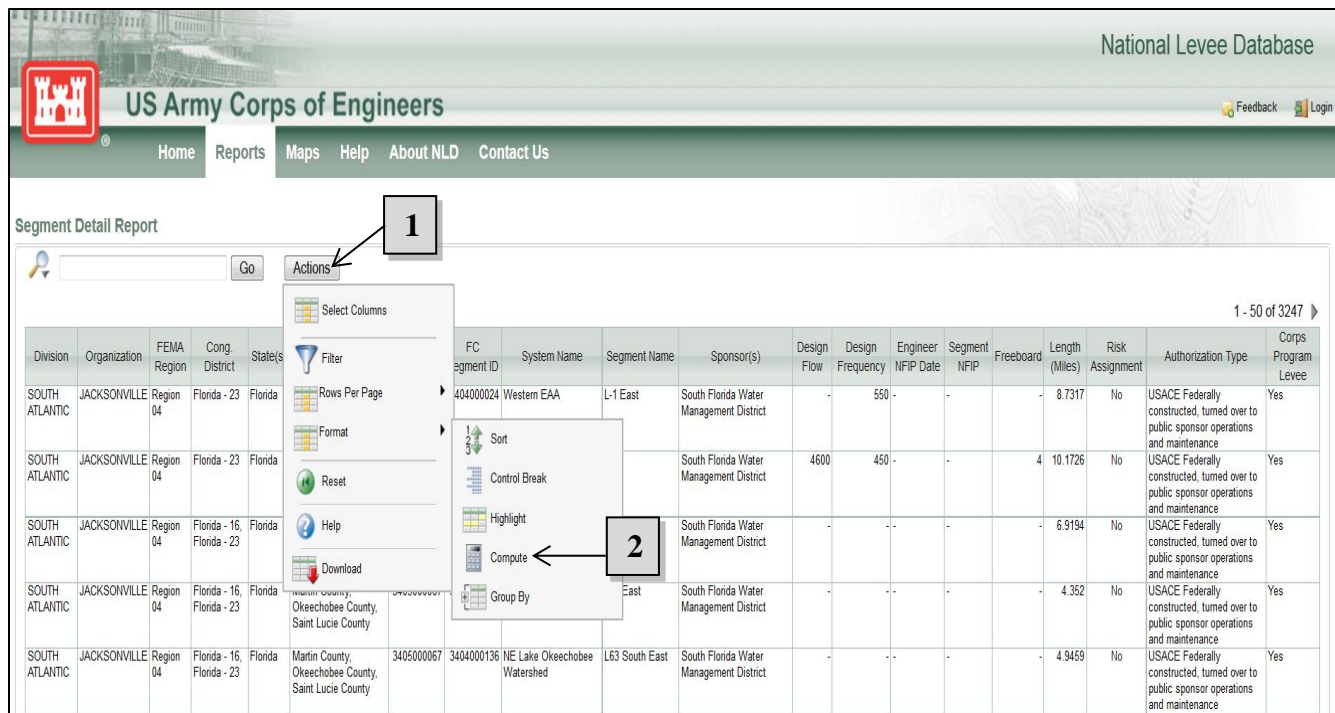 National Levee Database
US Army Corps of Engineers
®
Feedback Login
Home Reports Maps Help About NLD Contact Us
Segment Detail Report
1
Go Actions
Select Columns
Filter
Rows Per Page
Format
Reset
Help
Download
Sort
Control Break
Highlight
Compute
Group By
2
1 - 50 of 3247
Division Organization FEMA Region Cong. District State(s FC egment ID System Name Segment Name Sponsor(s) Design Flow Design Frequency Engineer NFIP Date Segment NFIP Freeboard Length (Miles) Risk Assignment Authorization Type Corps Program Levee
SOUTH JACKSONVILLE Region Florida - 23 Florida 404000024 Western EAA L-1 East South Florida Water - 550 - - - 8.7317 No USACE Federally Yes
ATLANTIC 04 Management District constructed, turned over to
public sponsor operations
and maintenance
SOUTH JACKSONVILLE Region Florida - 23 Florida South Florida Water 4600 450 - - 4 10.1726 No USACE Federally Yes
ATLANTIC 04 Management District constructed, turned over to
public sponsor operations
and maintenance
SOUTH JACKSONVILLE Region Florida - 16, Florida South Florida Water - - - - - 6.9194 No USACE Federally Yes
ATLANTIC 04 Florida - 23 Management District constructed, turned over to
public sponsor operations
and maintenance
SOUTH JACKSONVILLE Region Florida - 16, Florida East South Florida Water - - - - - 4.352 No USACE Federally Yes
ATLANTIC 04 Florida - 23 Okeechobee County, Management District constructed, turned over to
Saint Lucie County public sponsor operations
and maintenance
SOUTH JACKSONVILLE Region Florida - 16, Florida Martin County, 3405000067 3404000136 NE Lake Okeechobee L63 South East South Florida Water - - - - - 4.9459 No USACE Federally Yes
ATLANTIC 04 Florida - 23 Okeechobee County, Watershed Management District constructed, turned over to
Saint Lucie County public sponsor operations
and maintenance